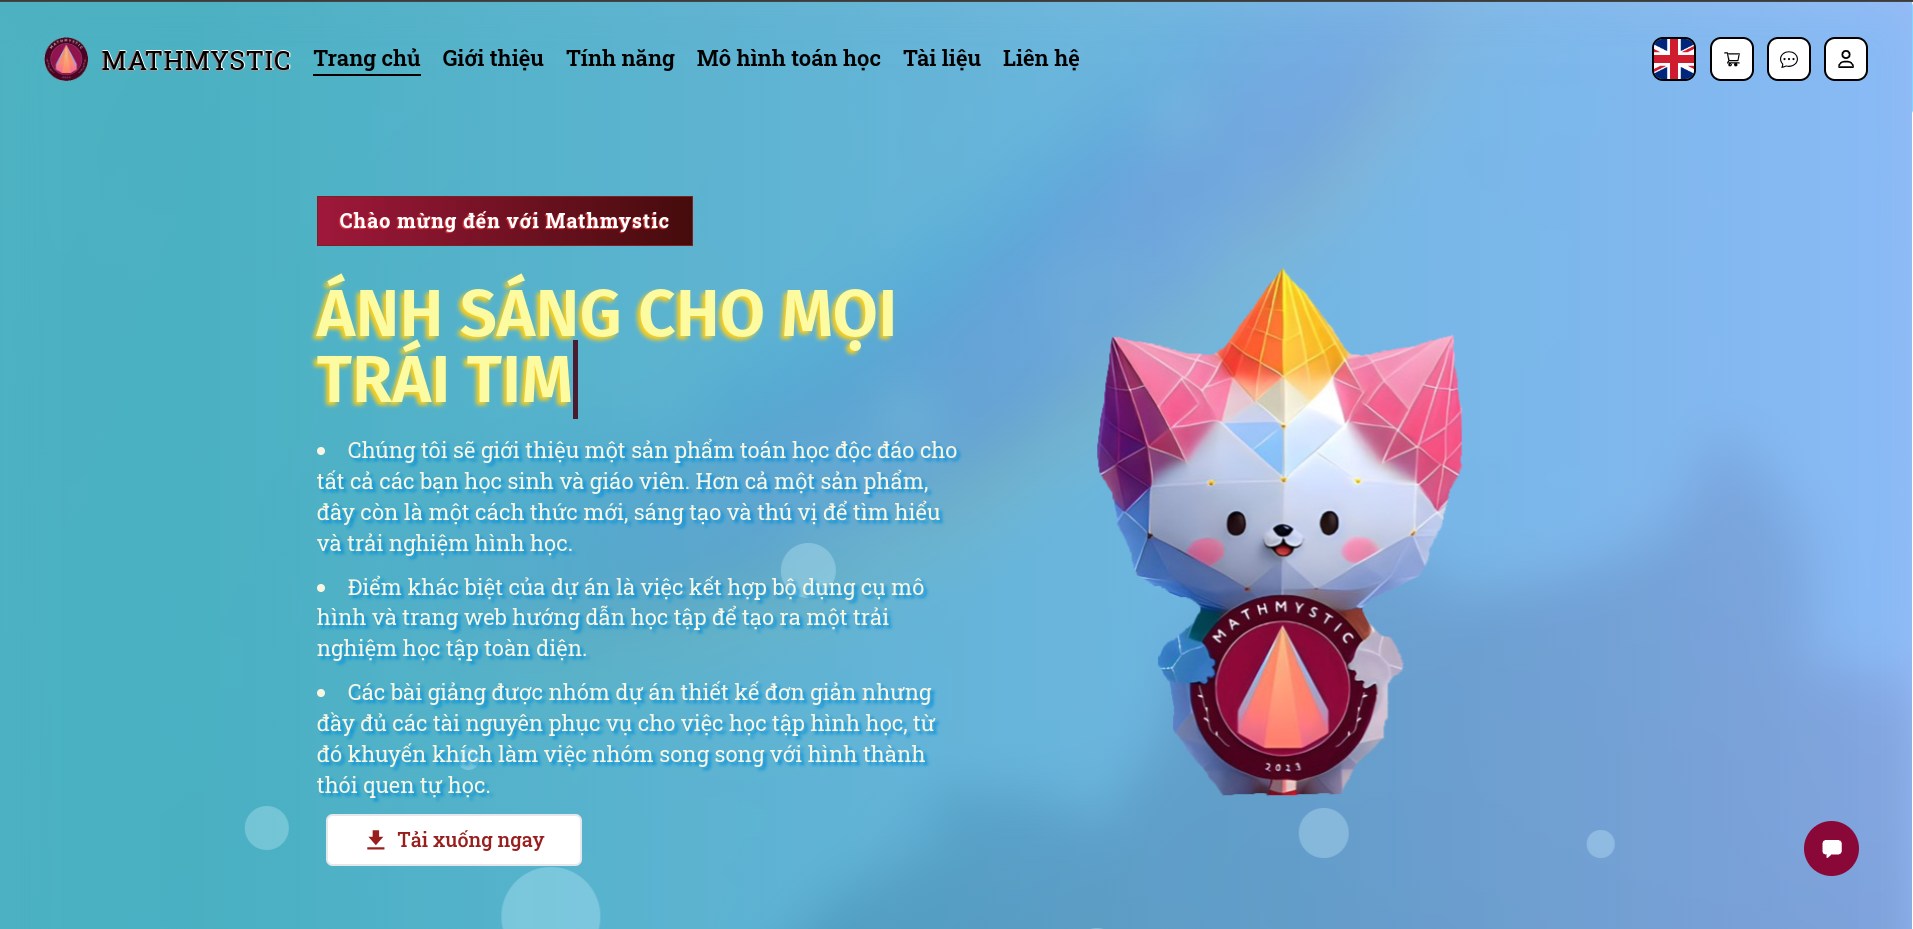 MATHMYSTIC
Trang chủ
Giới thiệu
Tính năng
Mô hình toán học
Tài liệu
Liên hệ
Chào mừng đến với Mathmystic
ÁNH SÁNG CHO MỌI
TRÁI TIM
• Chúng tôi sẽ giới thiệu một sản phẩm toán học độc đáo cho
tất cả các bạn học sinh và giáo viên. Hơn cả một sản phẩm,
đây còn là một cách thức mới, sáng tạo và thú vị để tìm hiểu
và trải nghiệm hình học.
• Điểm khác biệt của dự án là việc kết hợp bộ dụng cụ mô
hình và trang web hướng dẫn học tập để tạo ra một trải
nghiệm học tập toàn diện.
• Các bài giảng được nhóm dự án thiết kế đơn giản nhưng
đầy đủ các tài nguyên phục vụ cho việc học tập hình học, từ
đó khuyến khích làm việc nhóm song song với hình thành
thói quen tự học.
Tải xuống ngay
MATHMYSTIC
2023